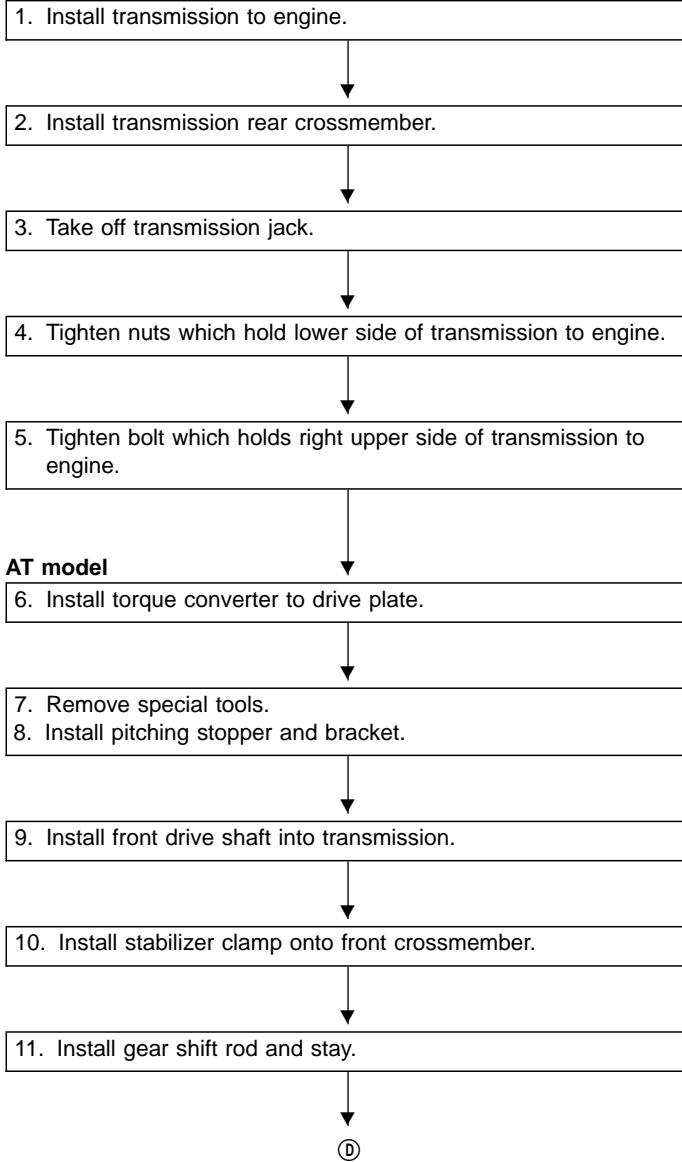 1. Install transmission to engine.
2. Install transmission rear crossmember.
3. Take off transmission jack.
4. Tighten nuts which hold lower side of transmission to engine.
5. Tighten bolt which holds right upper side of transmission to
engine.
AT model
6. Install torque converter to drive plate.
7. Remove special tools.
8. Install pitching stopper and bracket.
9. Install front drive shaft into transmission.
10. Install stabilizer clamp onto front crossmember.
11. Install gear shift rod and stay.
Ⓓ